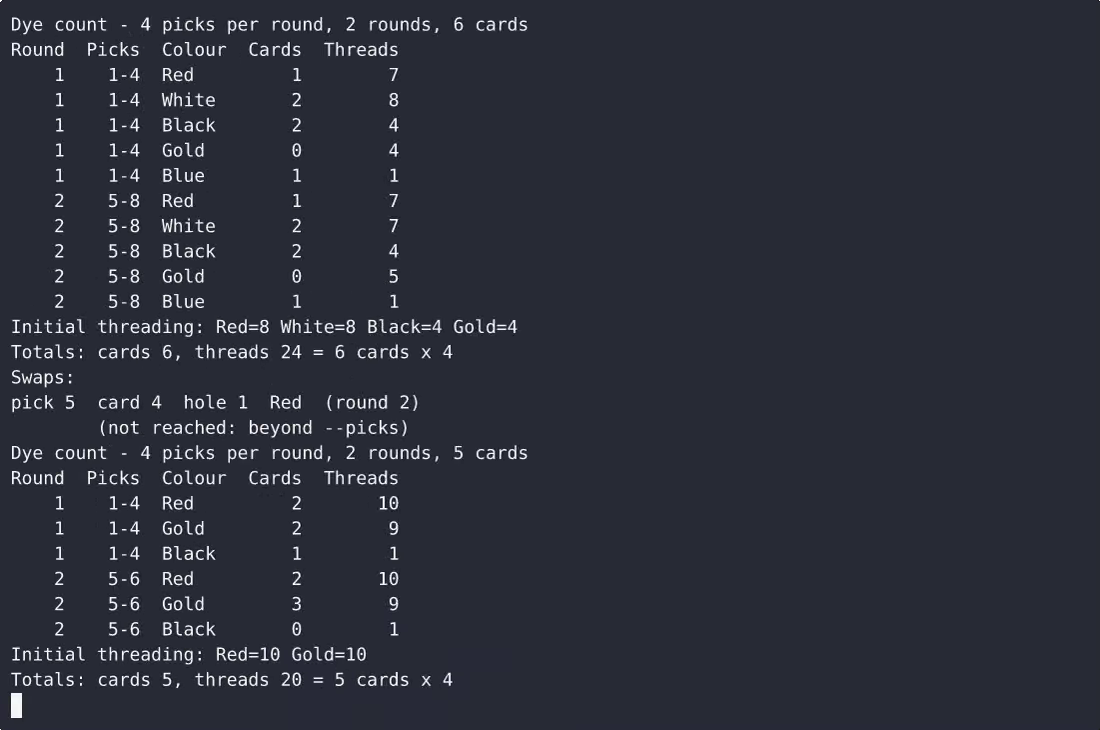 Dye count - 4 picks per round, 2 rounds, 6 cards
Round  Picks  Colour  Cards  Threads
    1    1-4  Red         1        7
    1    1-4  White       2        8
    1    1-4  Black       2        4
    1    1-4  Gold        0        4
    1    1-4  Blue        1        1
    2    5-8  Red         1        7
    2    5-8  White       2        7
    2    5-8  Black       2        4
    2    5-8  Gold        0        5
    2    5-8  Blue        1        1
Initial threading: Red=8 White=8 Black=4 Gold=4
Totals: cards 6, threads 24 = 6 cards x 4
Swaps:
pick 5  card 4  hole 1  Red  (round 2)
        (not reached: beyond --picks)
Dye count - 4 picks per round, 2 rounds, 5 cards
Round  Picks  Colour  Cards  Threads
    1    1-4  Red         2       10
    1    1-4  Gold        2        9
    1    1-4  Black       1        1
    2    5-6  Red         2       10
    2    5-6  Gold        3        9
    2    5-6  Black       0        1
Initial threading: Red=10 Gold=10
Totals: cards 5, threads 20 = 5 cards x 4